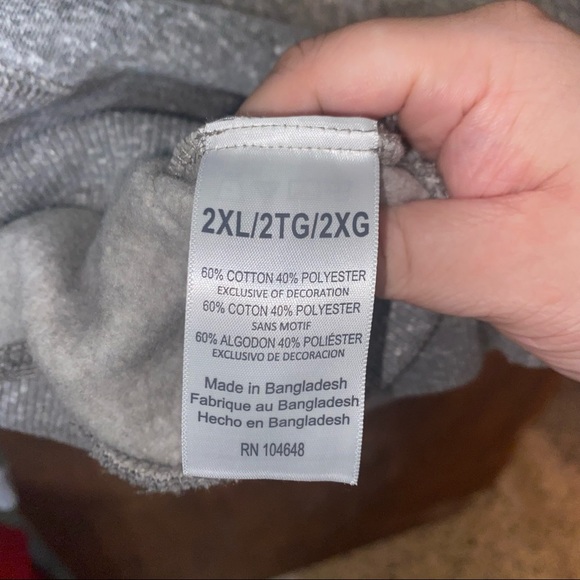 2XL/2TG/2XG
60% COTTON 40% POLYESTER
EXCLUSIVE OF DECORATION
60% COTON 40% POLYESTER
SANS MOTIF
60% ALGODON 40% POLIÉSTER
EXCLUSIVO DE DECORACION
Made in Bangladesh
Fabrique au Bangladesh
Hecho en Bangladesh
RN 104648